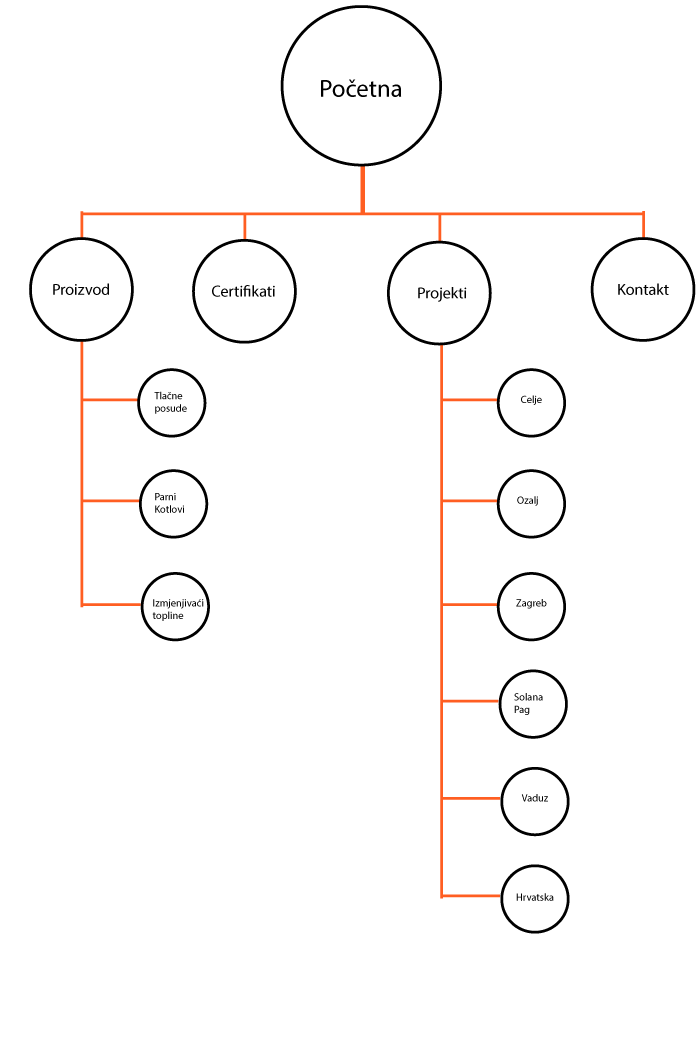 Početna
Proizvod
Certifikati
Projekti
Kontakt
Tlačne
posude
Parni
Kotlovi
Izmjenjivači
topline
Celje
Ozalj
Zagreb
Solana
Pag
Vaduz
Hrvatska